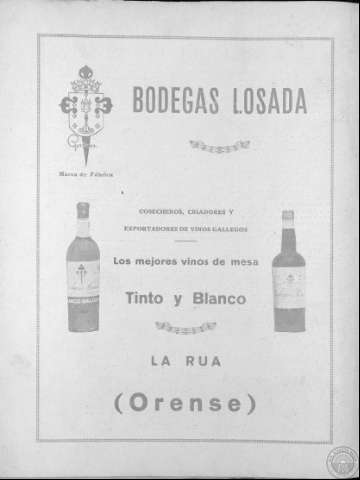 BODEGAS LOSADA
Marca de Fábrica
COSECHEROS, CRIADORES Y
EXPORTADORES DE VINOS GALLEGOS
Los mejores vinos de mesa
Tinto y Blanco
LA RUA
(Orense)